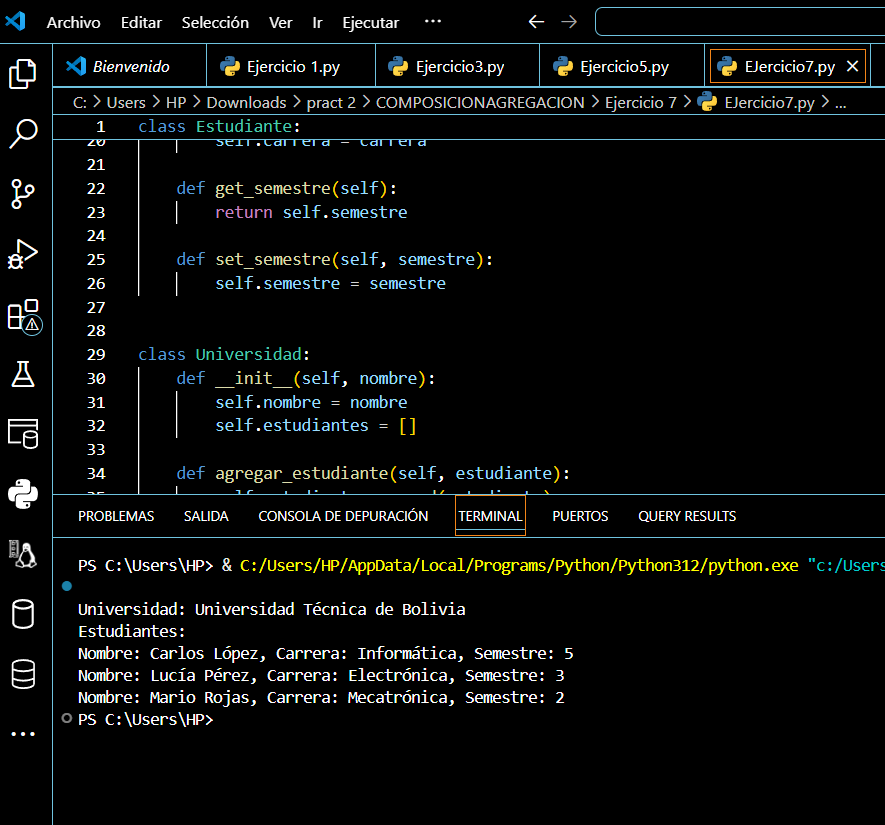 Archivo Editar Selección Ver Ir Ejecutar ...
Bienvenido Ejercicio 1.py Ejercicio3.py Ejercicio5.py EJercicio7.py
C: > Users > HP > Downloads > pract 2 > COMPOSICIONAGREGACION > Ejercicio 7 > EJercicio7.py > ...
1 class Estudiante:
20 self.carrera = carrera
21
22 def get_semestre(self):
23 return self.semestre
24
25 def set_semestre(self, semestre):
26 self.semestre = semestre
27
28
29 class Universidad:
30 def __init__(self, nombre):
31 self.nombre = nombre
32 self.estudiantes = []
33
34 def agregar_estudiante(self, estudiante):
PROBLEMAS SALIDA CONSOLA DE DEPURACIÓN TERMINAL PUERTOS QUERY RESULTS
PS C:\Users\HP> & C:/Users/HP/AppData/Local/Programs/Python/Python312/python.exe "c:/Users
Universidad: Universidad Técnica de Bolivia
Estudiantes:
Nombre: Carlos López, Carrera: Informática, Semestre: 5
Nombre: Lucía Pérez, Carrera: Electrónica, Semestre: 3
Nombre: Mario Rojas, Carrera: Mecatrónica, Semestre: 2
PS C:\Users\HP>